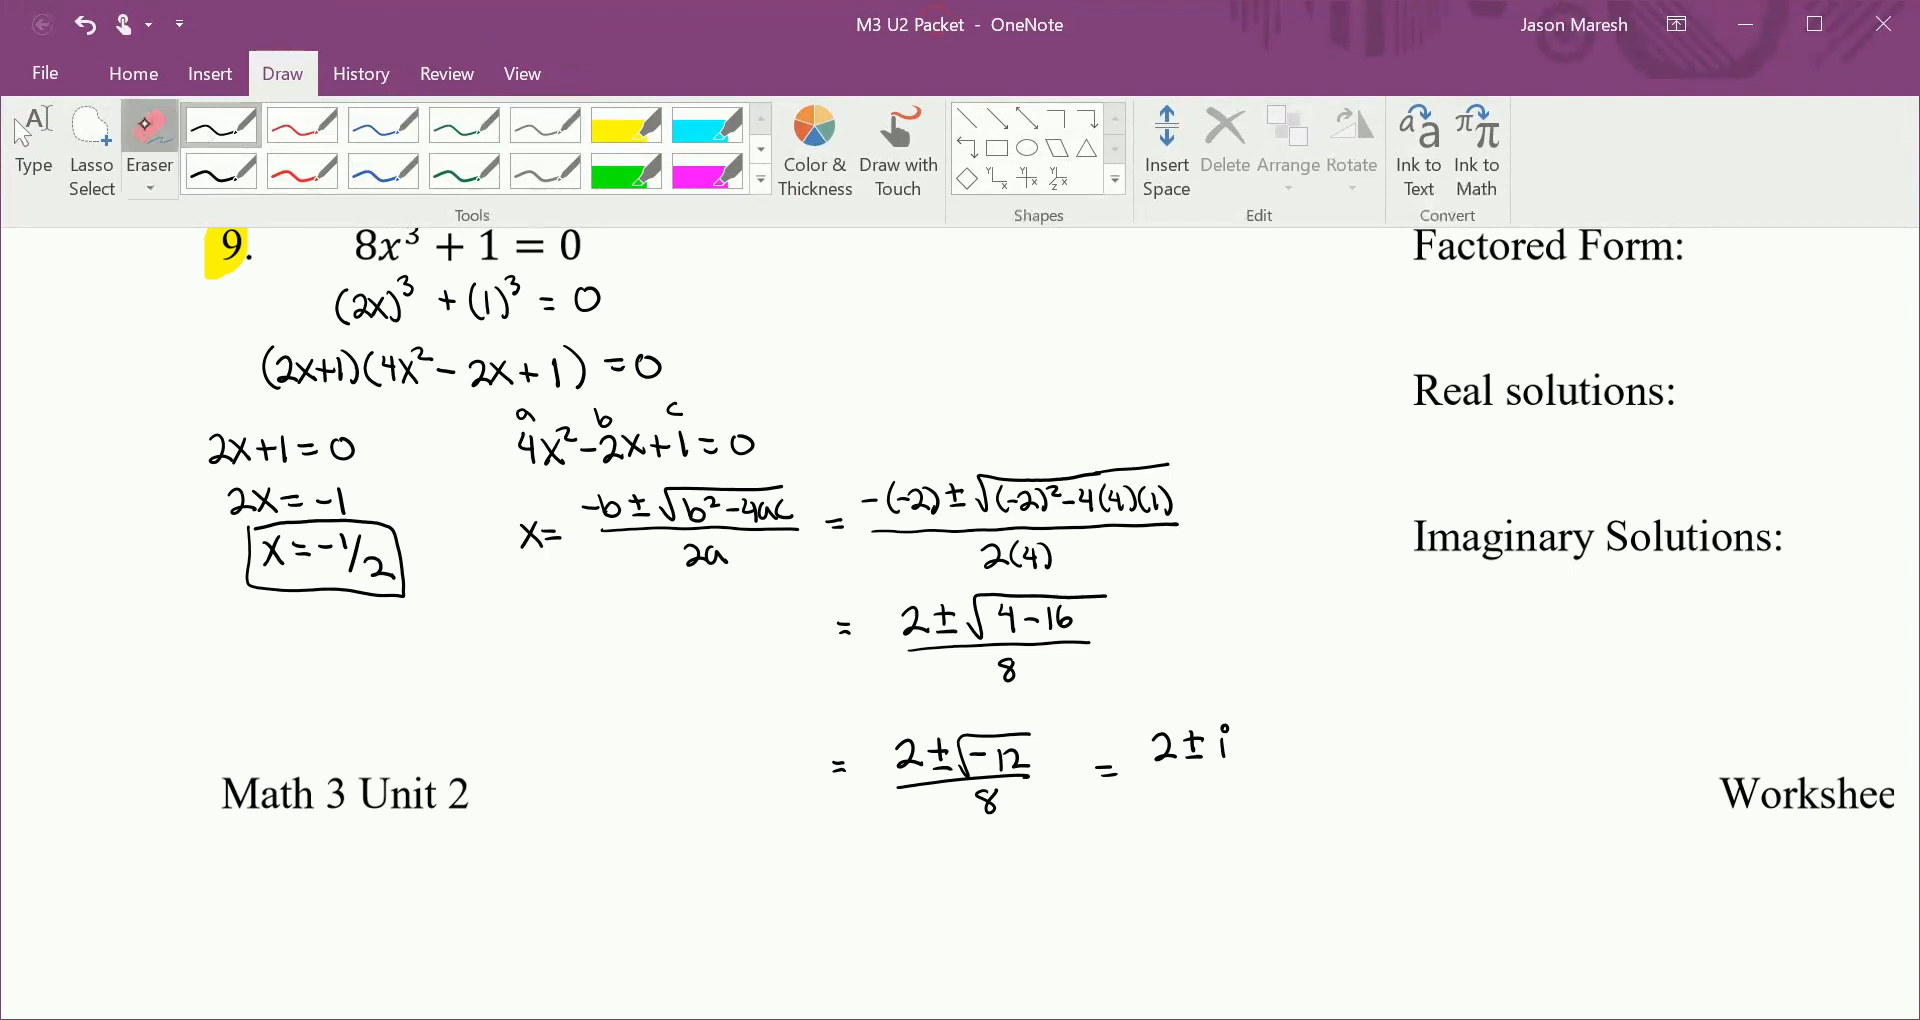 M3 U2 Packet - OneNote
Jason Maresh
File Home Insert Draw History Review View
Type
Lasso Select
Eraser
Color & Thickness
Draw with Touch
Insert Space
Delete
Arrange
Rotate
Ink to Text
Ink to Math
Tools
Shapes
Edit
Convert
9. 8x³ + 1 = 0
(2x)³ + (1)³ = 0
(2x+1)(4x² - 2x + 1) = 0
2x+1 = 0
2x = -1
x = -1/2
a b c
4x² - 2x + 1 = 0
x = (-b ± √(b² - 4ac))/(2a) = (-(-2) ± √((-2)² - 4(4)(1)))/(2(4))
= (2 ± √(4 - 16))/8
= (2 ± √(-12))/8 = 2 ± i
Factored Form:
Real solutions:
Imaginary Solutions:
Math 3 Unit 2
Workshee